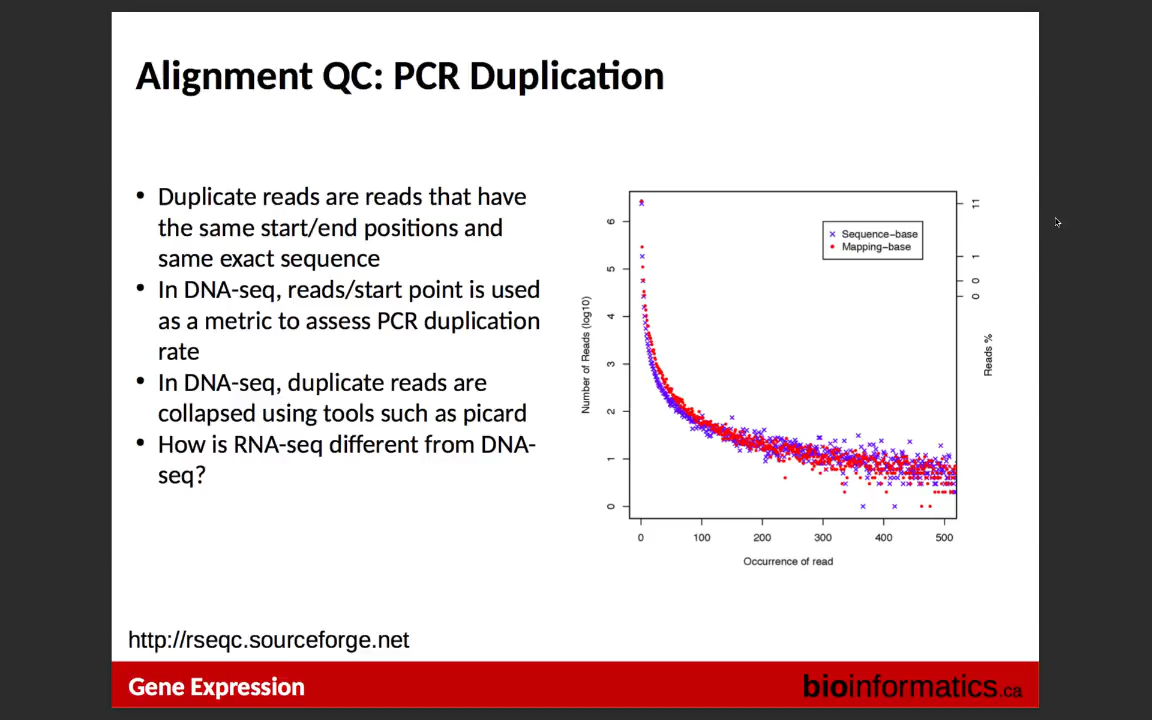 Alignment QC: PCR Duplication
• Duplicate reads are reads that have
the same start/end positions and
same exact sequence
• In DNA-seq, reads/start point is used
as a metric to assess PCR duplication
rate
• In DNA-seq, duplicate reads are
collapsed using tools such as picard
• How is RNA-seq different from DNA-
seq?
Number of Reads (log10)
6
5
4
3
2
1
0
× Sequence-base
• Mapping-base
11
1
0
0
Reads %
0 100 200 300 400 500
Occurrence of read
http://rseqc.sourceforge.net
Gene Expression
bioinformatics.ca